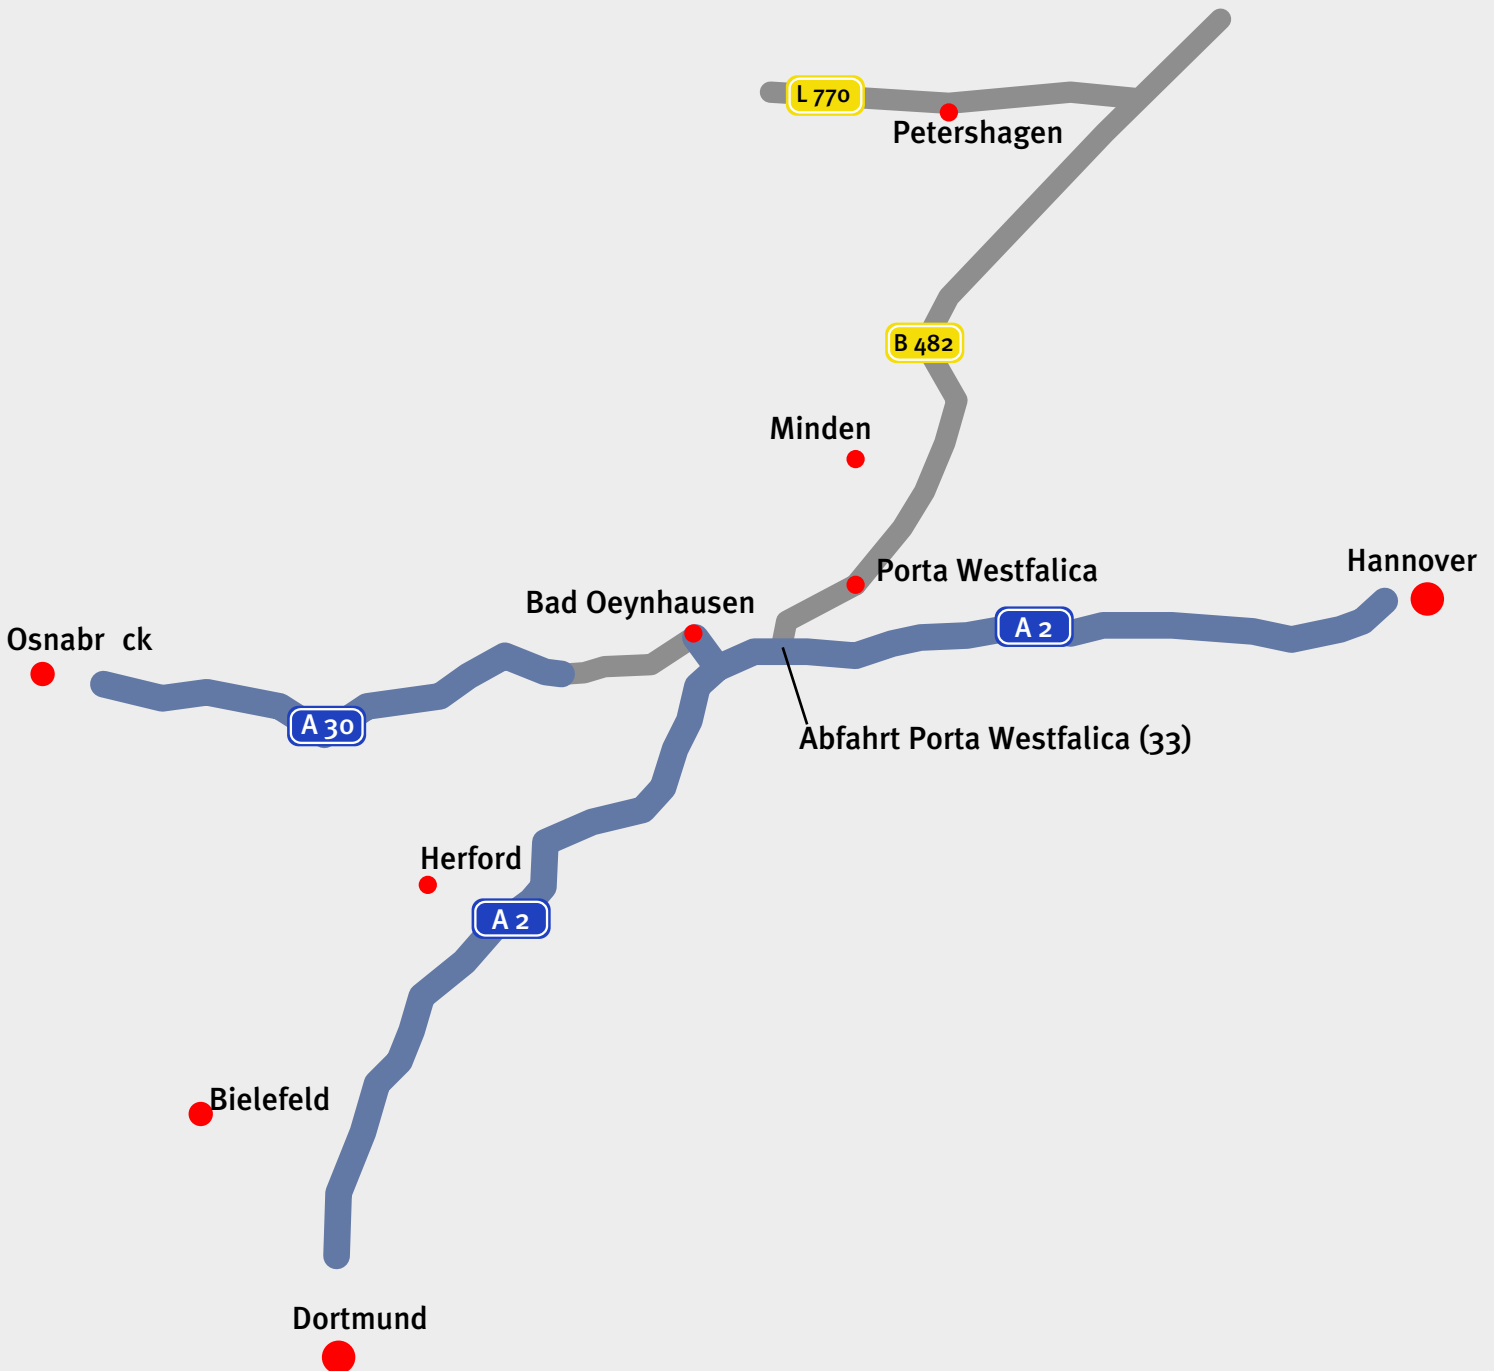 L 770
Petershagen
B 482
Minden
Porta Westfalica
Hannover
Bad Oeynhausen
A 2
Osnabr ck
A 30
Abfahrt Porta Westfalica (33)
Herford
A 2
Bielefeld
Dortmund